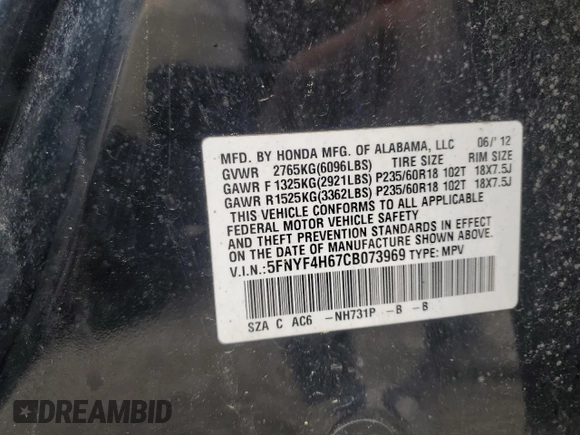 MFD. BY HONDA MFG. OF ALABAMA, LLC 06/'12
GVWR 2765KG(6096LBS) TIRE SIZE RIM SIZE
GAWR F 1325KG(2921LBS) P235/60R18 102T 18X7.5J
GAWR R 1525KG(3362LBS) P235/60R18 102T 18X7.5J
THIS VEHICLE CONFORMS TO ALL APPLICABLE
FEDERAL MOTOR VEHICLE SAFETY
AND THEFT PREVENTION STANDARDS IN EFFECT
ON THE DATE OF MANUFACTURE SHOWN ABOVE.
V.I.N.:5FNYF4H67CB073969 TYPE: MPV
SZA C AC6 -NH731P -B -B
DREAMBID